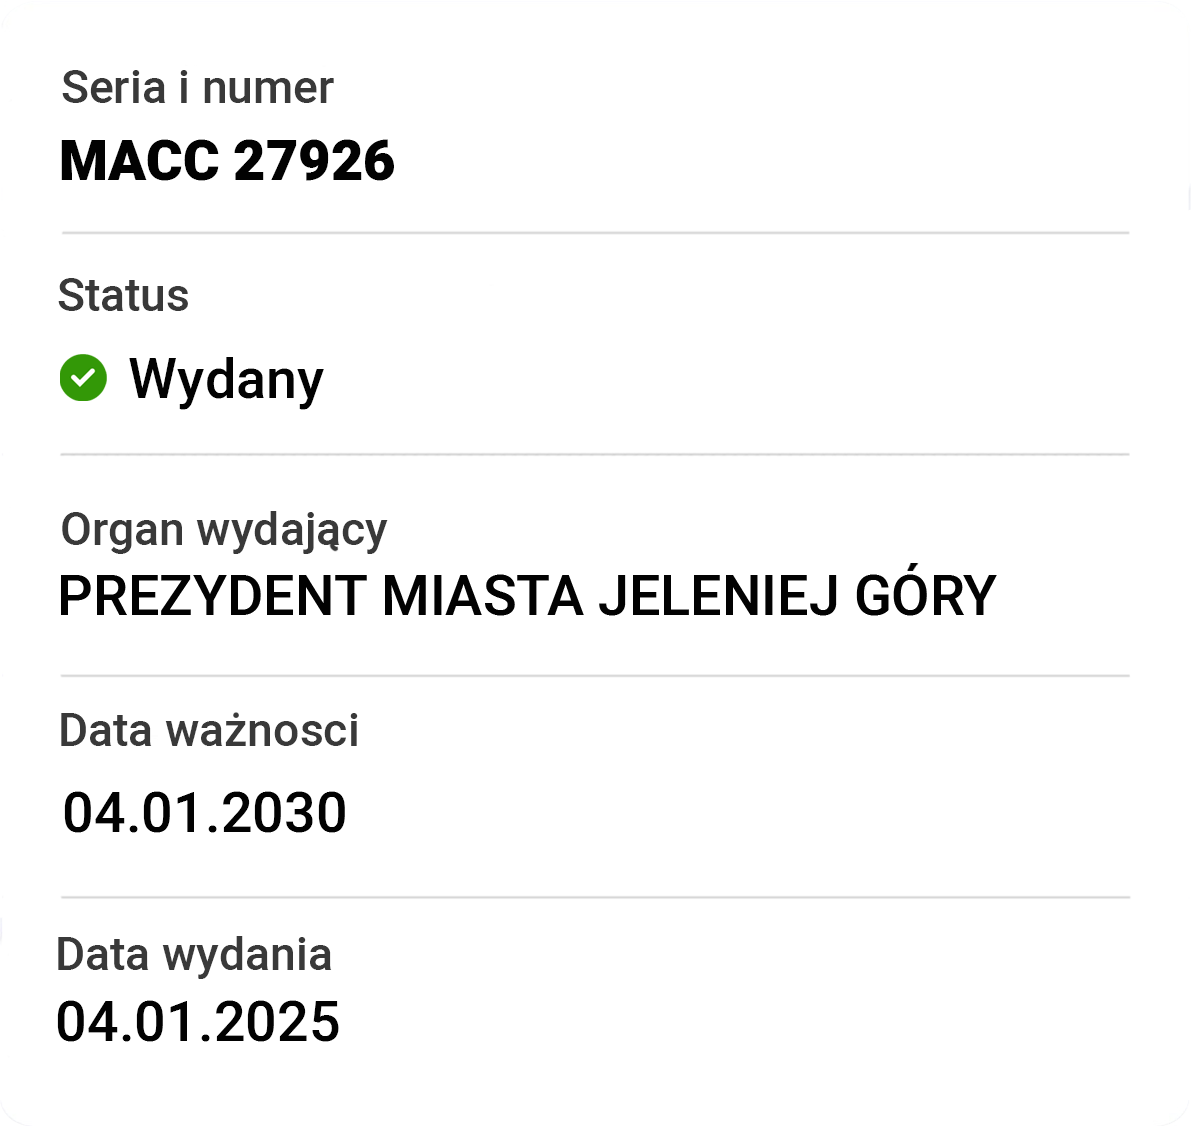 Seria i numer
MACC 27926
Status
Wydany
Organ wydający
PREZYDENT MIASTA JELENIEJ GÓRY
Data ważnosci
04.01.2030
Data wydania
04.01.2025